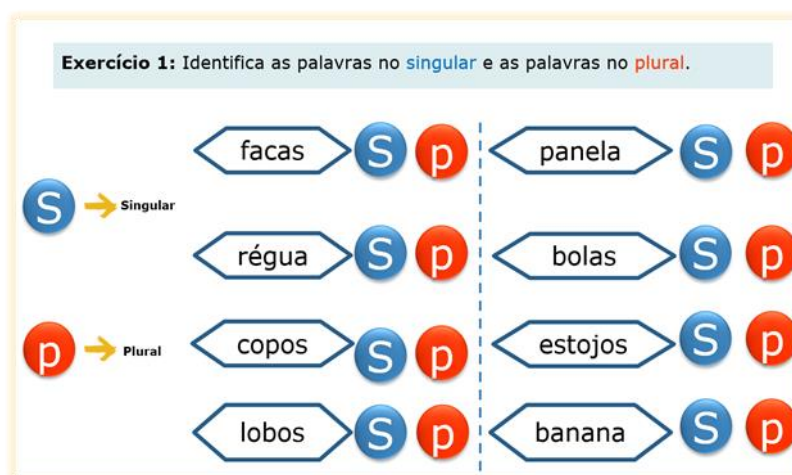 Exercício 1: Identifica as palavras no singular e as palavras no plural.
facas S p panela S p
S Singular
régua S p bolas S p
copos S p estojos S p
p Plural
lobos S p banana S p